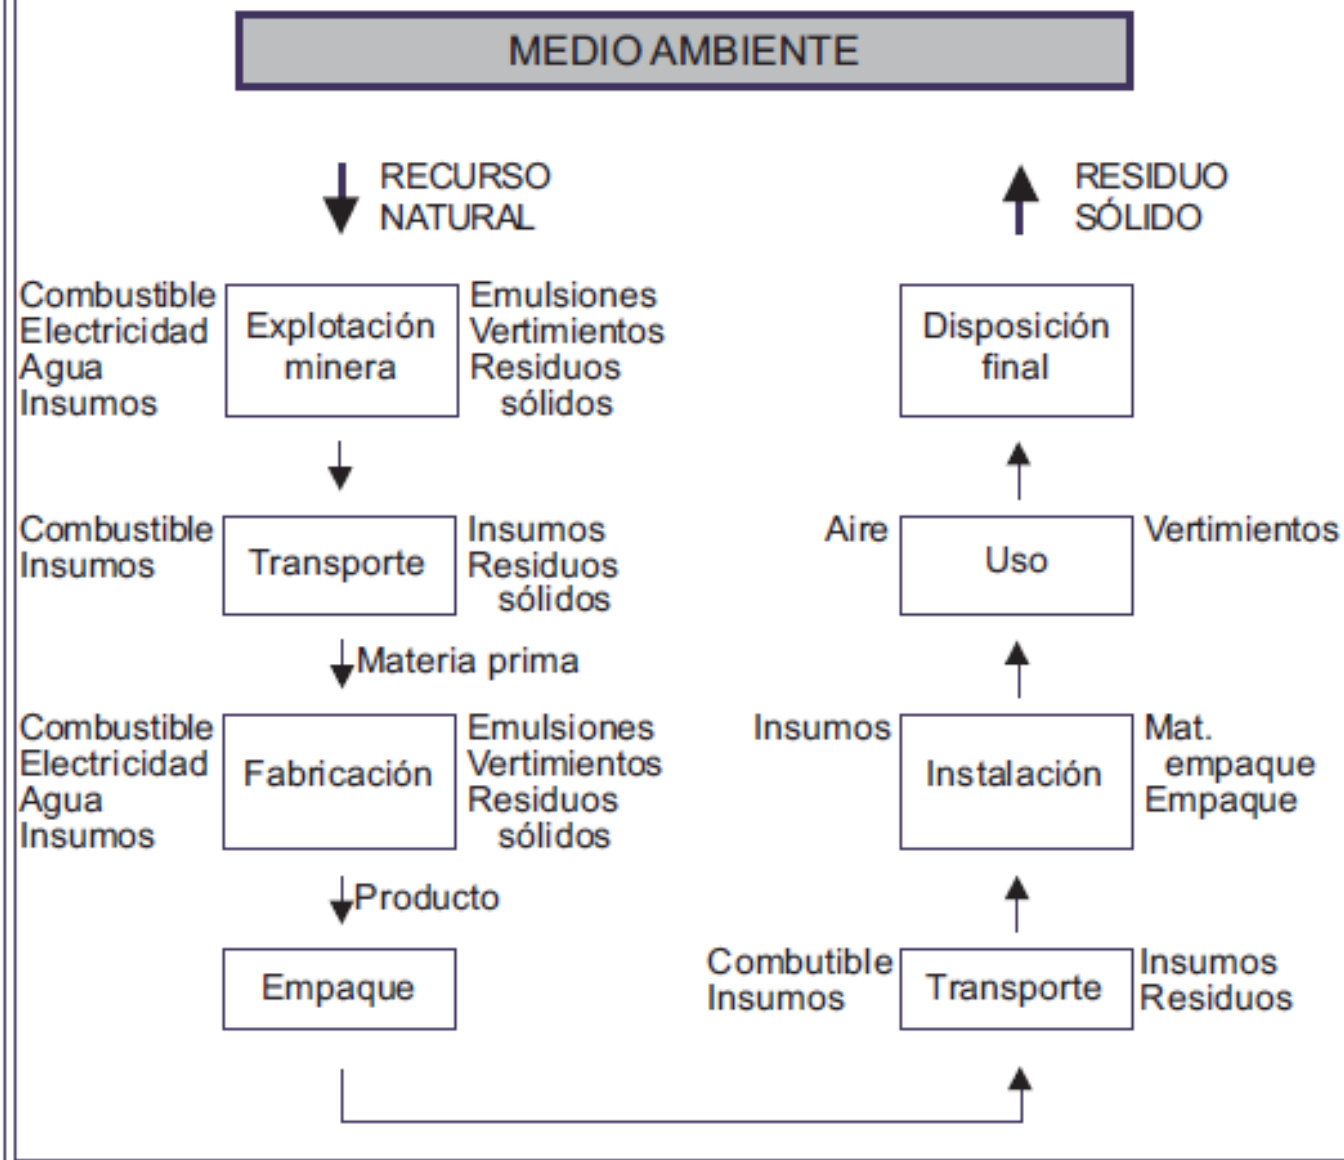 MEDIO AMBIENTE
RECURSO
NATURAL
Combustible
Electricidad
Agua
Insumos
Explotación
minera
Emulsiones
Vertimientos
Residuos
sólidos
Combustible
Insumos
Transporte
Insumos
Residuos
sólidos
Materia prima
Combustible
Electricidad
Agua
Insumos
Fabricación
Emulsiones
Vertimientos
Residuos
sólidos
Producto
Empaque
Combutible
Insumos
Transporte
Insumos
Residuos
Insumos
Instalación
Mat.
empaque
Empaque
Aire
Uso
Vertimientos
Disposición
final
RESIDUO
SÓLIDO